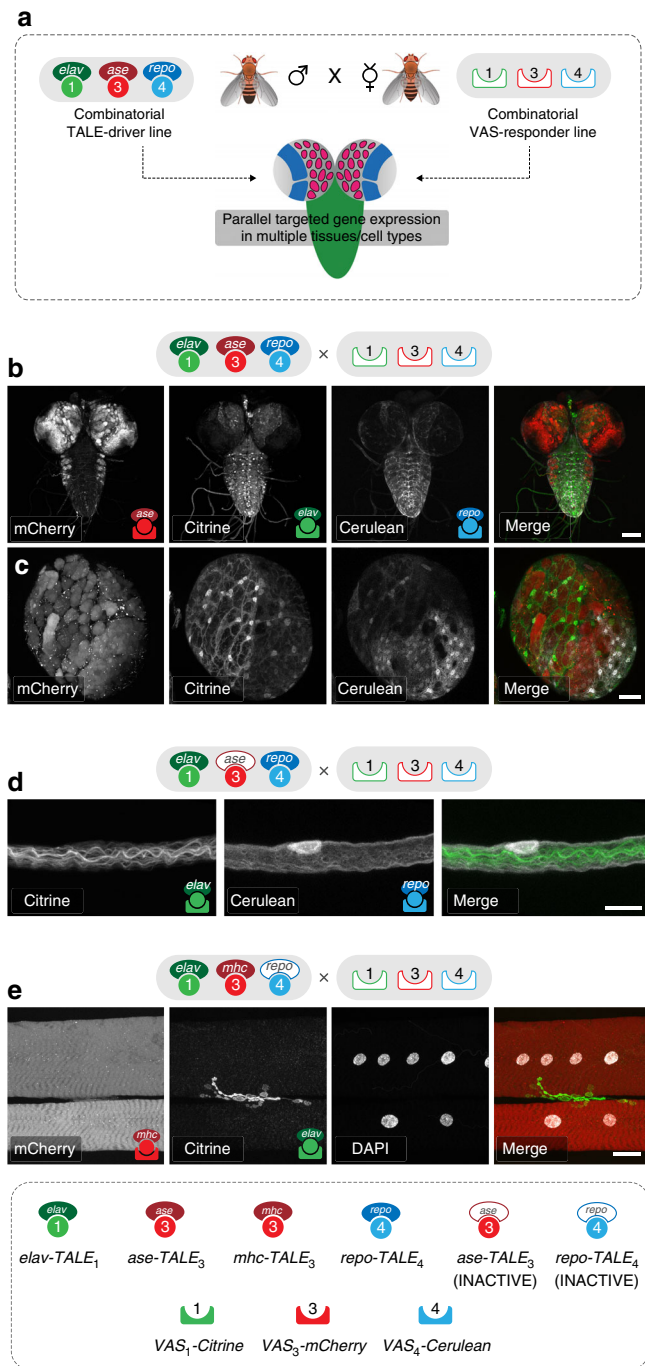 a
elav ase repo
1 3 4
X
1 3 4
Combinatorial
TALE-driver line
Combinatorial
VAS-responder line
Parallel targeted gene expression
in multiple tissues/cell types
b
elav ase repo
1 3 4 × 1 3 4
mCherry
ase
Citrine
elav
Cerulean
repo
Merge
c
mCherry
Citrine
Cerulean
Merge
d
elav ase repo
1 3 4 × 1 3 4
Citrine
elav
Cerulean
repo
Merge
e
elav mhc repo
1 3 4 × 1 3 4
mCherry
mhc
Citrine
elav
DAPI
Merge
elav ase mhc repo ase repo
1 3 3 4 3 4
elav-TALE1 ase-TALE3 mhc-TALE3 repo-TALE4 ase-TALE3 repo-TALE4
(INACTIVE) (INACTIVE)
1 3 4
VAS1-Citrine VAS3-mCherry VAS4-Cerulean